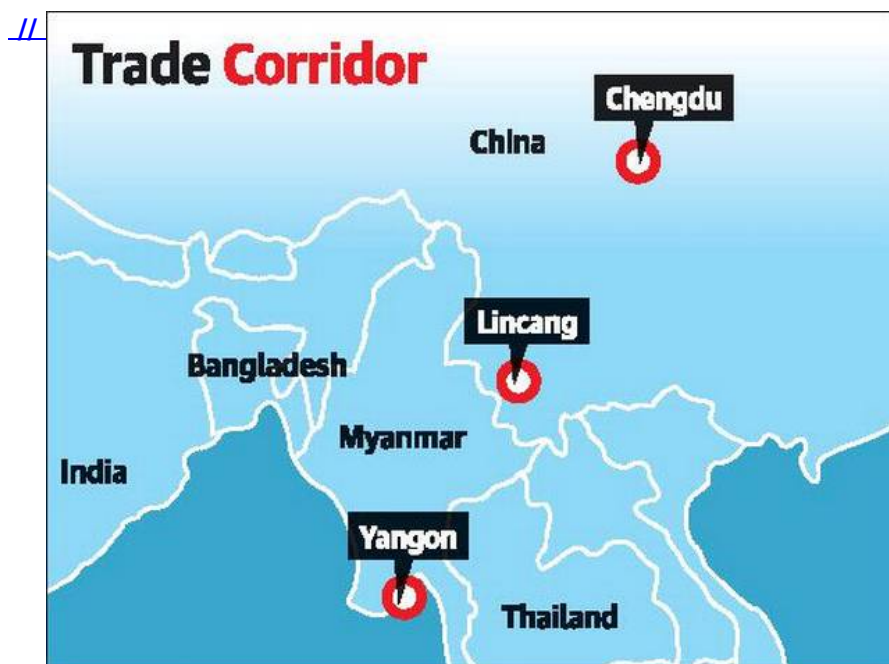 //
Trade Corridor
Chengdu
China
Lincang
Bangladesh
Myanmar
India
Yangon
Thailand